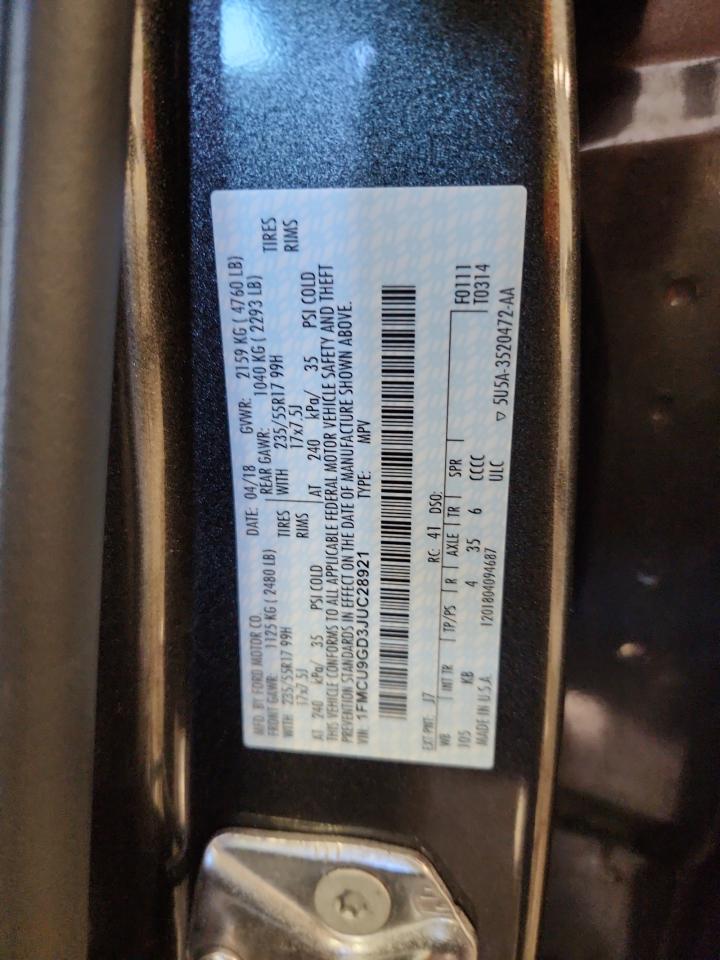 MFD. BY FORD MOTOR CO. DATE: 04/18 GVWR: 2159 KG ( 4760 LB)
FRONT GAWR: 1125 KG ( 2480 LB) REAR GAWR: 1040 KG ( 2293 LB)
WITH 235/55R17 99H TIRES WITH 235/55R17 99H TIRES
17x7.5J RIMS 17x7.5J RIMS
AT 240 kPa/ 35 PSI COLD AT 240 kPa/ 35 PSI COLD
THIS VEHICLE CONFORMS TO ALL APPLICABLE FEDERAL MOTOR VEHICLE SAFETY AND THEFT
PREVENTION STANDARDS IN EFFECT ON THE DATE OF MANUFACTURE SHOWN ABOVE.
VIN: 1FMCU9GD3JUC28921 TYPE: MPV
EXT PNT: J7 RC: 41 DSO: F0111
WB INT TR TP/PS R AXLE TR SPR T0314
105 KB 4 35 6 CCCC
MADE IN U.S.A. 1201804094687 ULC ▽ 5U5A-3520472-AA